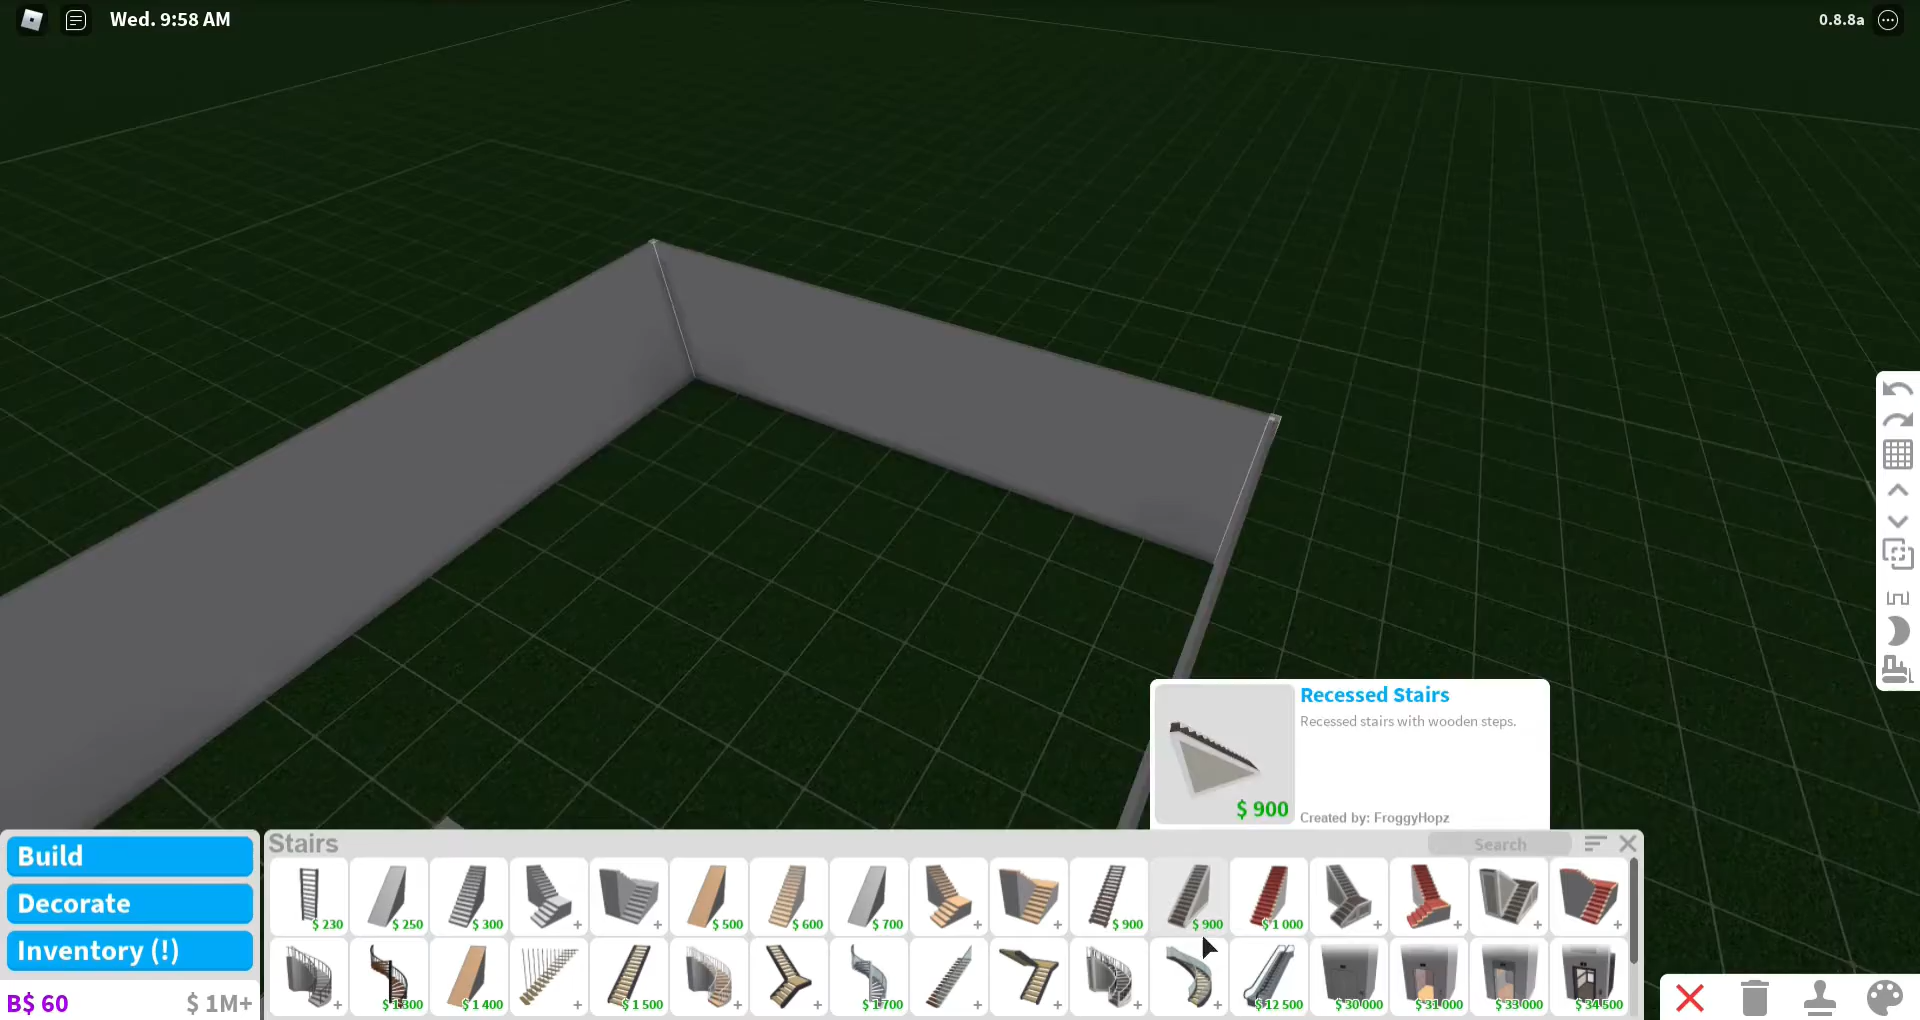 Wed. 9:58 AM
0.8.8a
Recessed Stairs
Recessed stairs with wooden steps.
$ 900
Created by: FroggyHopz
Build
Decorate
Inventory (!)
B$ 60 $ 1M+
Stairs
Search
$ 230 $ 250 $ 300 + + $ 500 $ 600 $ 700 + + $ 900 $ 900 $ 1 000 + + + +
+ $ 1 300 $ 1 400 + $ 1 500 + + $ 1 700 + + + + $ 12 500 $ 30 000 $ 31 000 $ 33 000 $ 34 500